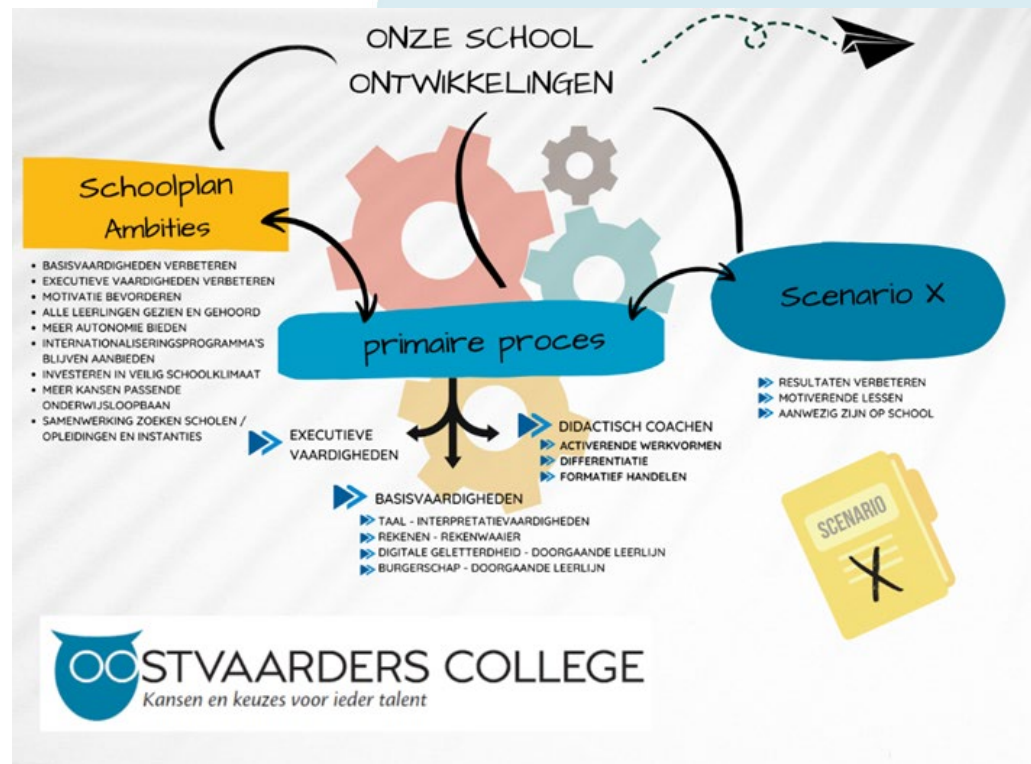 ONZE SCHOOL
ONTWIKKELINGEN
Schoolplan
Ambities
• BASISVAARDIGHEDEN VERBETEREN
• EXECUTIEVE VAARDIGHEDEN VERBETEREN
• MOTIVATIE BEVORDEREN
• ALLE LEERLINGEN GEZIEN EN GEHOORD
• MEER AUTONOMIE BIEDEN
• INTERNATIONALISERINGSPROGRAMMA'S
BLIJVEN AANBIEDEN
• INVESTEREN IN VEILIG SCHOOLKLIMAAT
• MEER KANSEN PASSENDE
ONDERWIJSLOOPBAAN
• SAMENWERKING ZOEKEN SCHOLEN /
OPLEIDINGEN EN INSTANTIES
primaire proces
EXECUTIEVE
VAARDIGHEDEN
BASISVAARDIGHEDEN
TAAL - INTERPRETATIEVAARDIGHEDEN
REKENEN - REKENWAAIER
DIGITALE GELETTERDHEID - DOORGAANDE LEERLIJN
BURGERSCHAP - DOORGAANDE LEERLIJN
DIDACTISCH COACHEN
ACTIVERENDE WERKVORMEN
DIFFERENTIATIE
FORMATIEF HANDELEN
Scenario X
RESULTATEN VERBETEREN
MOTIVERENDE LESSEN
AANWEZIG ZIJN OP SCHOOL
SCENARIO
X
OOSTVAARDERS COLLEGE
Kansen en keuzes voor ieder talent